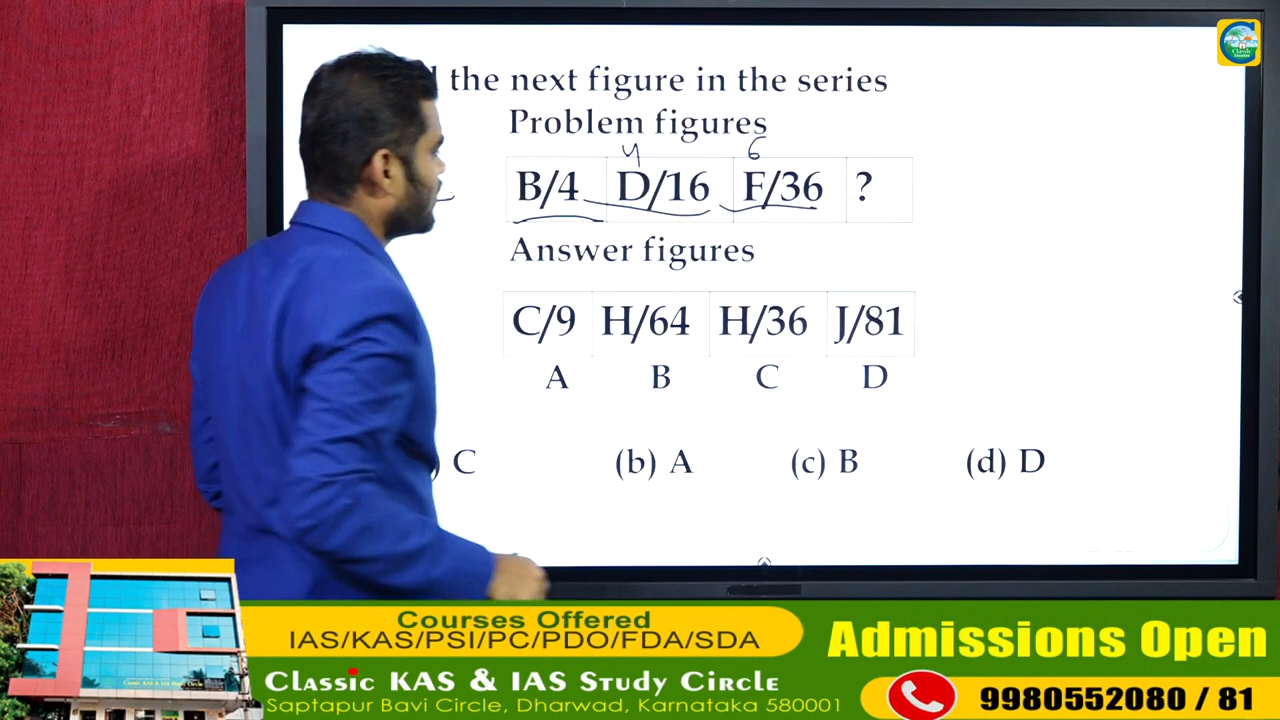 the next figure in the series
Problem figures
4 6
B/4 D/16 F/36 ?
Answer figures
C/9 H/64 H/36 J/81
A B C D
) C (b) A (c) B (d) D
Courses Offered
IAS/KAS/PSI/PC/PDO/FDA/SDA
Admissions Open
Classic KAS & IAS Study Circle
Saptapur Bavi Circle, Dharwad, Karnataka 580001
9980552080 / 81